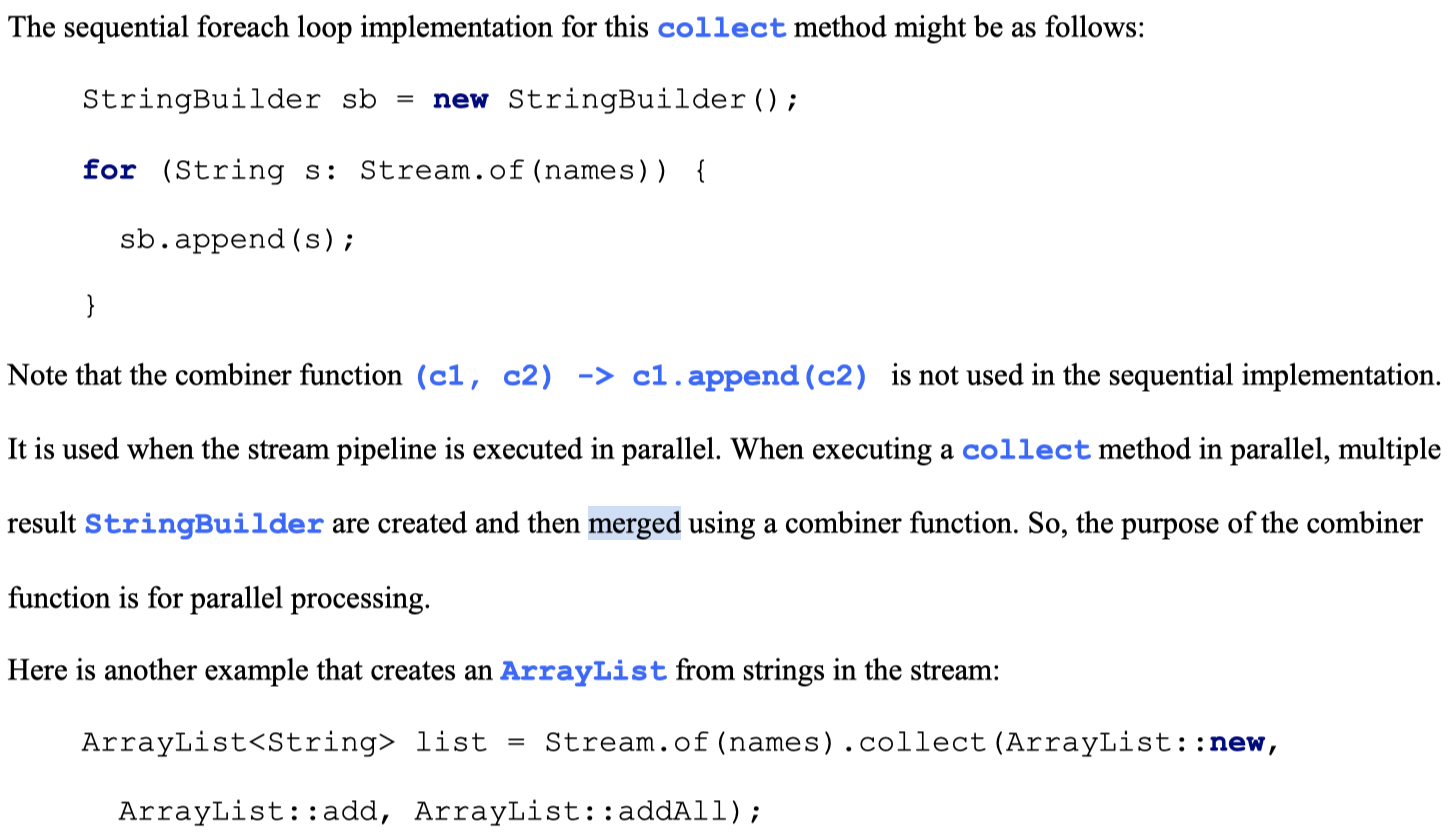 The sequential foreach loop implementation for this collect method might be as follows:
StringBuilder sb = new StringBuilder();
for (String s: Stream.of(names)) {
sb.append(s);
}
Note that the combiner function (c1, c2) -> c1.append(c2) is not used in the sequential implementation.
It is used when the stream pipeline is executed in parallel. When executing a collect method in parallel, multiple
result StringBuilder are created and then merged using a combiner function. So, the purpose of the combiner
function is for parallel processing.
Here is another example that creates an ArrayList from strings in the stream:
ArrayList<String> list = Stream.of(names).collect(ArrayList::new,
ArrayList::add, ArrayList::addAll);